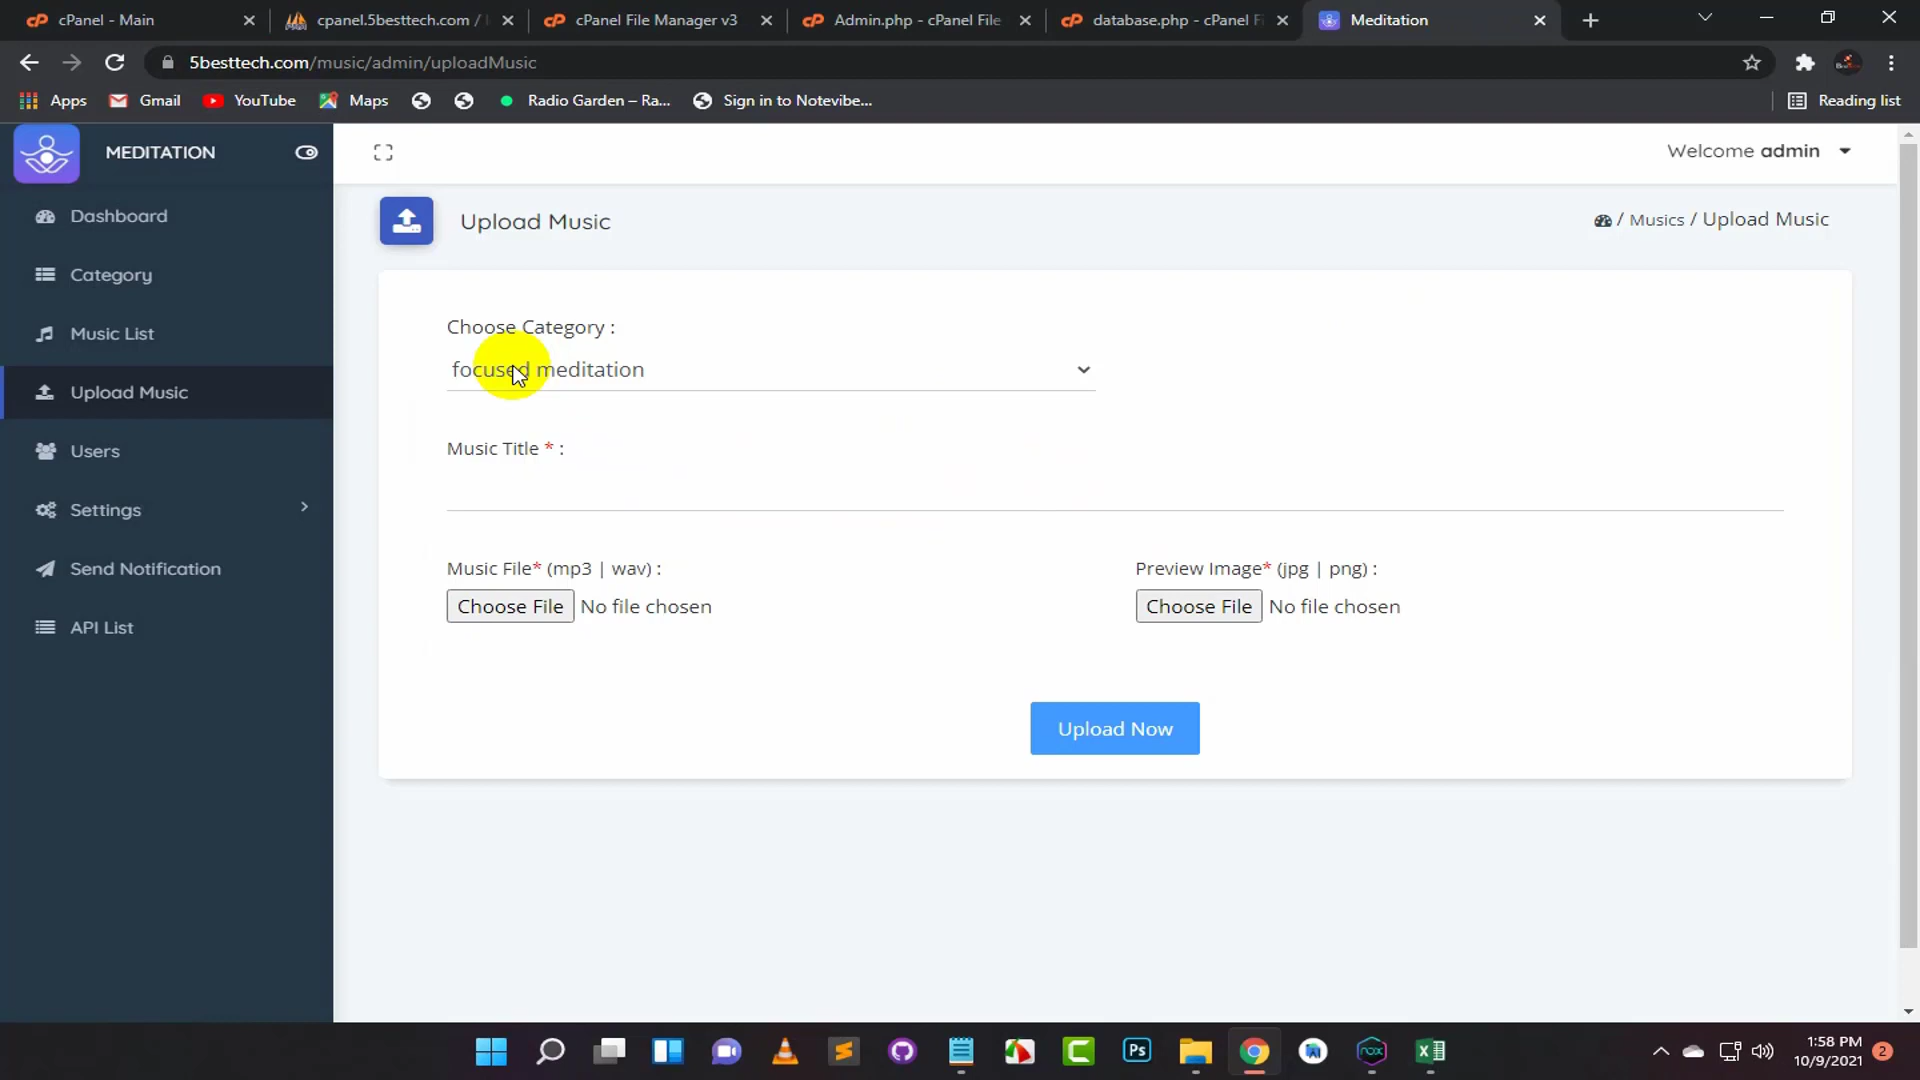 cPanel - Main
cpanel.5besttech.com /
cPanel File Manager v3
Admin.php - cPanel File
database.php - cPanel F
Meditation
5besttech.com/music/admin/uploadMusic
Apps
Gmail
YouTube
Maps
Radio Garden – Ra...
Sign in to Notevibe...
Reading list
MEDITATION
Welcome admin
Dashboard
Category
Music List
Upload Music
Users
Settings
Send Notification
API List
Upload Music
/ Musics / Upload Music
Choose Category :
focused meditation
Music Title * :
Music File* (mp3 | wav) :
Choose File No file chosen
Preview Image* (jpg | png) :
Choose File No file chosen
Upload Now
Ps
nox
1:58 PM
10/9/2021
2